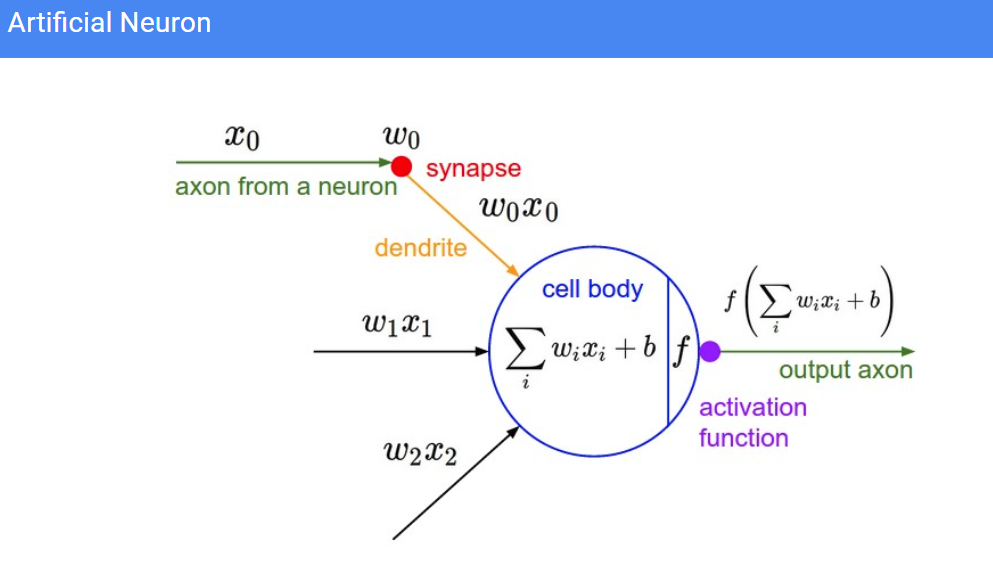 Artificial Neuron
x₀
w₀
synapse
axon from a neuron
w₀x₀
dendrite
cell body
f(∑ᵢ wᵢxᵢ + b)
w₁x₁
∑ᵢ wᵢxᵢ + b
f
output axon
activation
function
w₂x₂